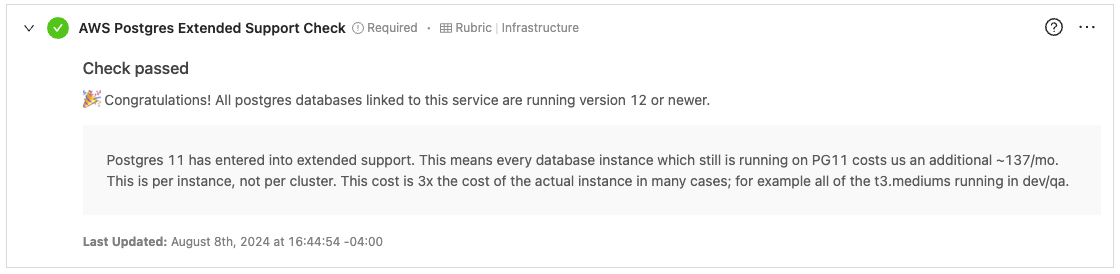 AWS Postgres Extended Support Check Required • Rubric | Infrastructure
Check passed
🎉 Congratulations! All postgres databases linked to this service are running version 12 or newer.
Postgres 11 has entered into extended support. This means every database instance which still is running on PG11 costs us an additional ~137/mo.
This is per instance, not per cluster. This cost is 3x the cost of the actual instance in many cases; for example all of the t3.mediums running in dev/qa.
Last Updated: August 8th, 2024 at 16:44:54 -04:00